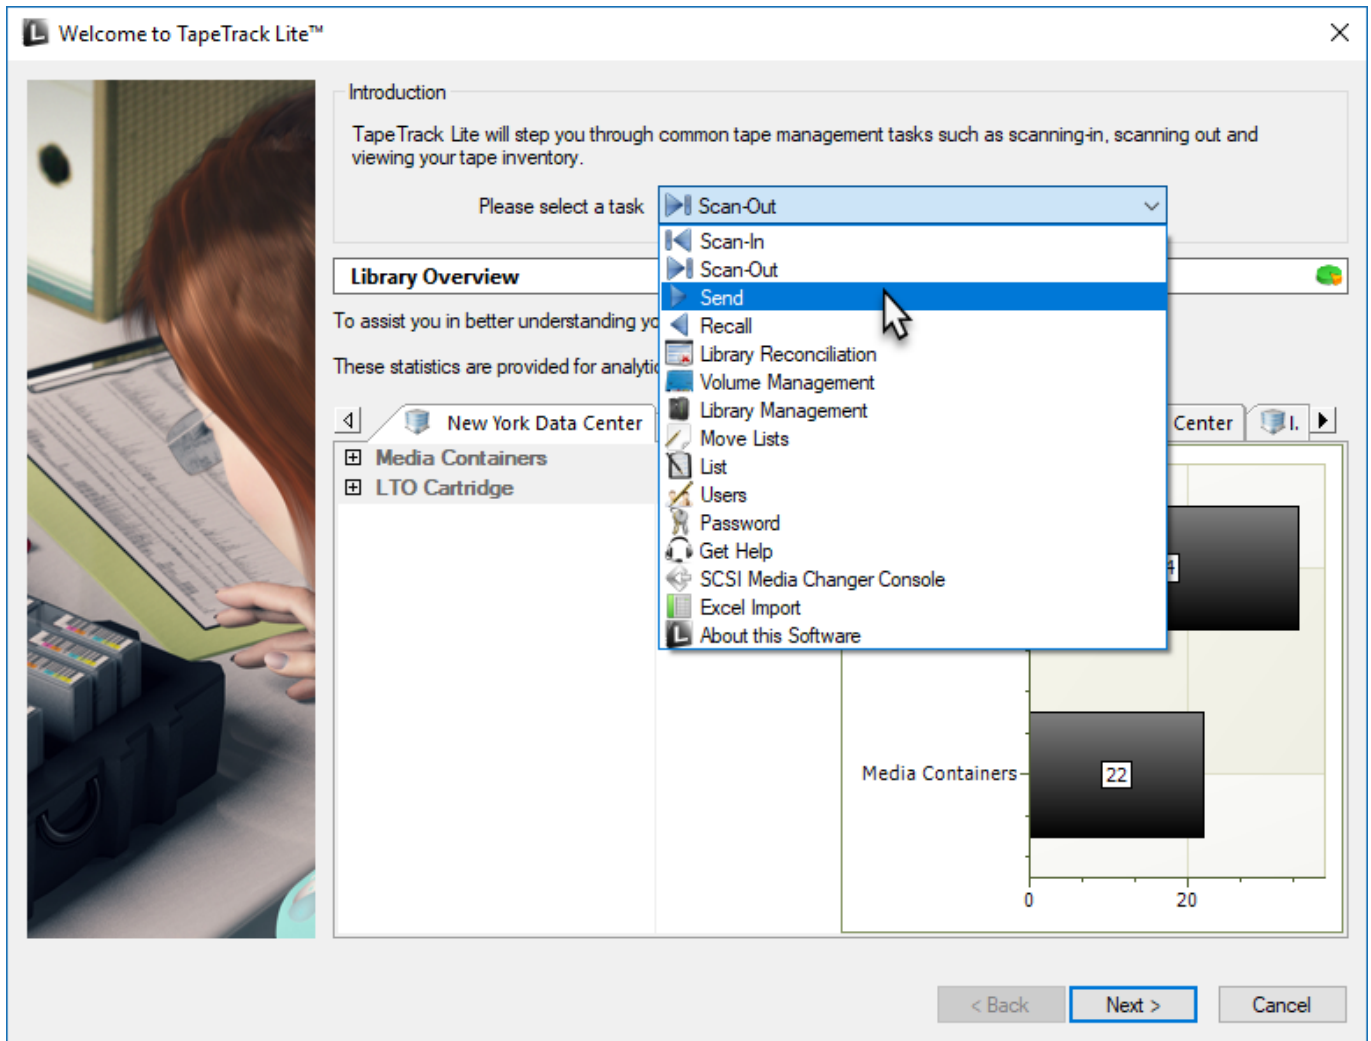 Welcome to TapeTrack Lite™
Introduction
TapeTrack Lite will step you through common tape management tasks such as scanning-in, scanning out and
viewing your tape inventory.
Please select a task
Scan-Out
Scan-In
Scan-Out
Library Overview
Send
To assist you in better understanding
Recall
Library Reconciliation
These statistics are provided for
Volume Management
Library Management
New York Data Center
Center
I.
Move Lists
Media Containers
List
LTO Cartridge
Users
Password
Get Help
SCSI Media Changer Console
4
Excel Import
About this Software
Media Containers
22
0
20
< Back
Next >
Cancel